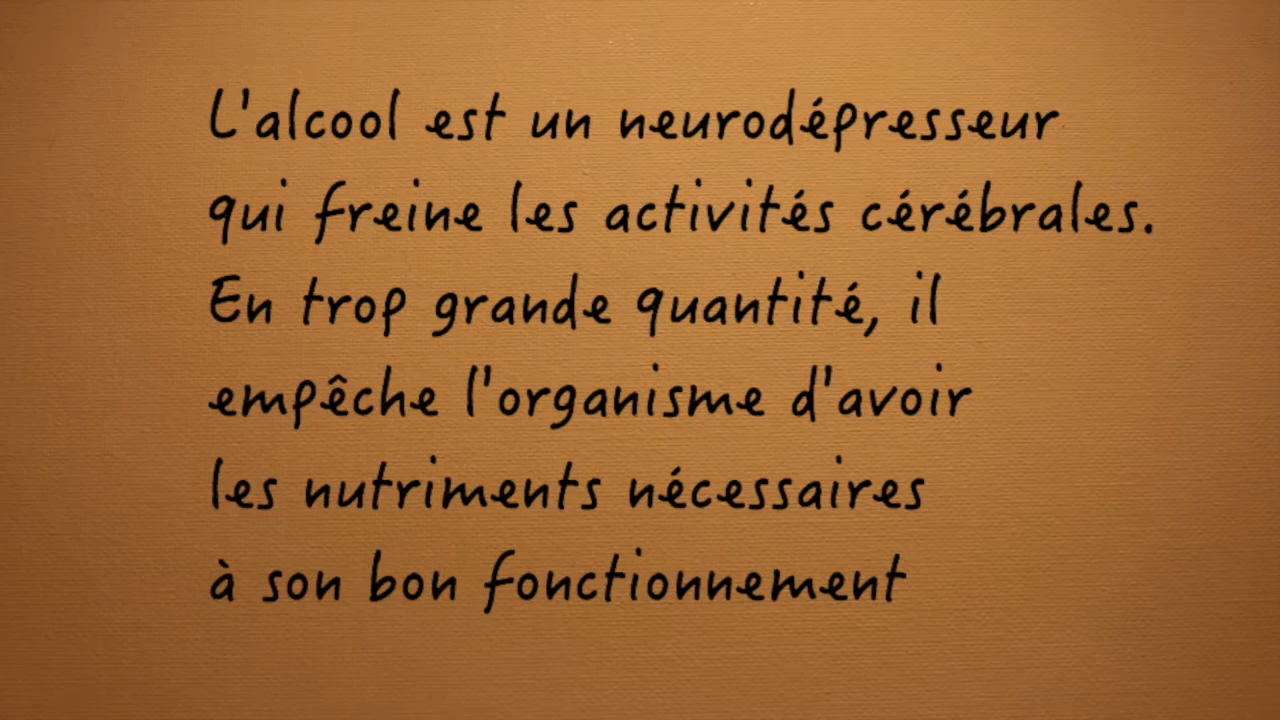 L'alcool est un neurodépresseur
qui freine les activités cérébrales.
En trop grande quantité, il
empêche l'organisme d'avoir
les nutriments nécessaires
à son bon fonctionnement